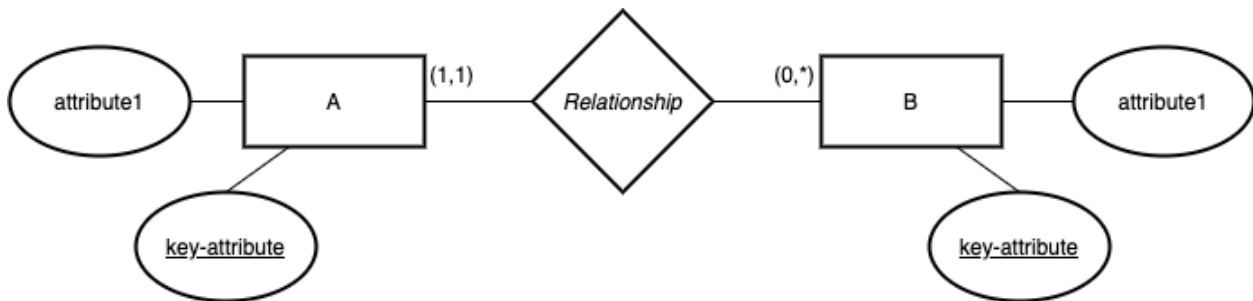 attribute1
A
(1,1)
Relationship
(0,*)
B
attribute1
key-attribute
key-attribute